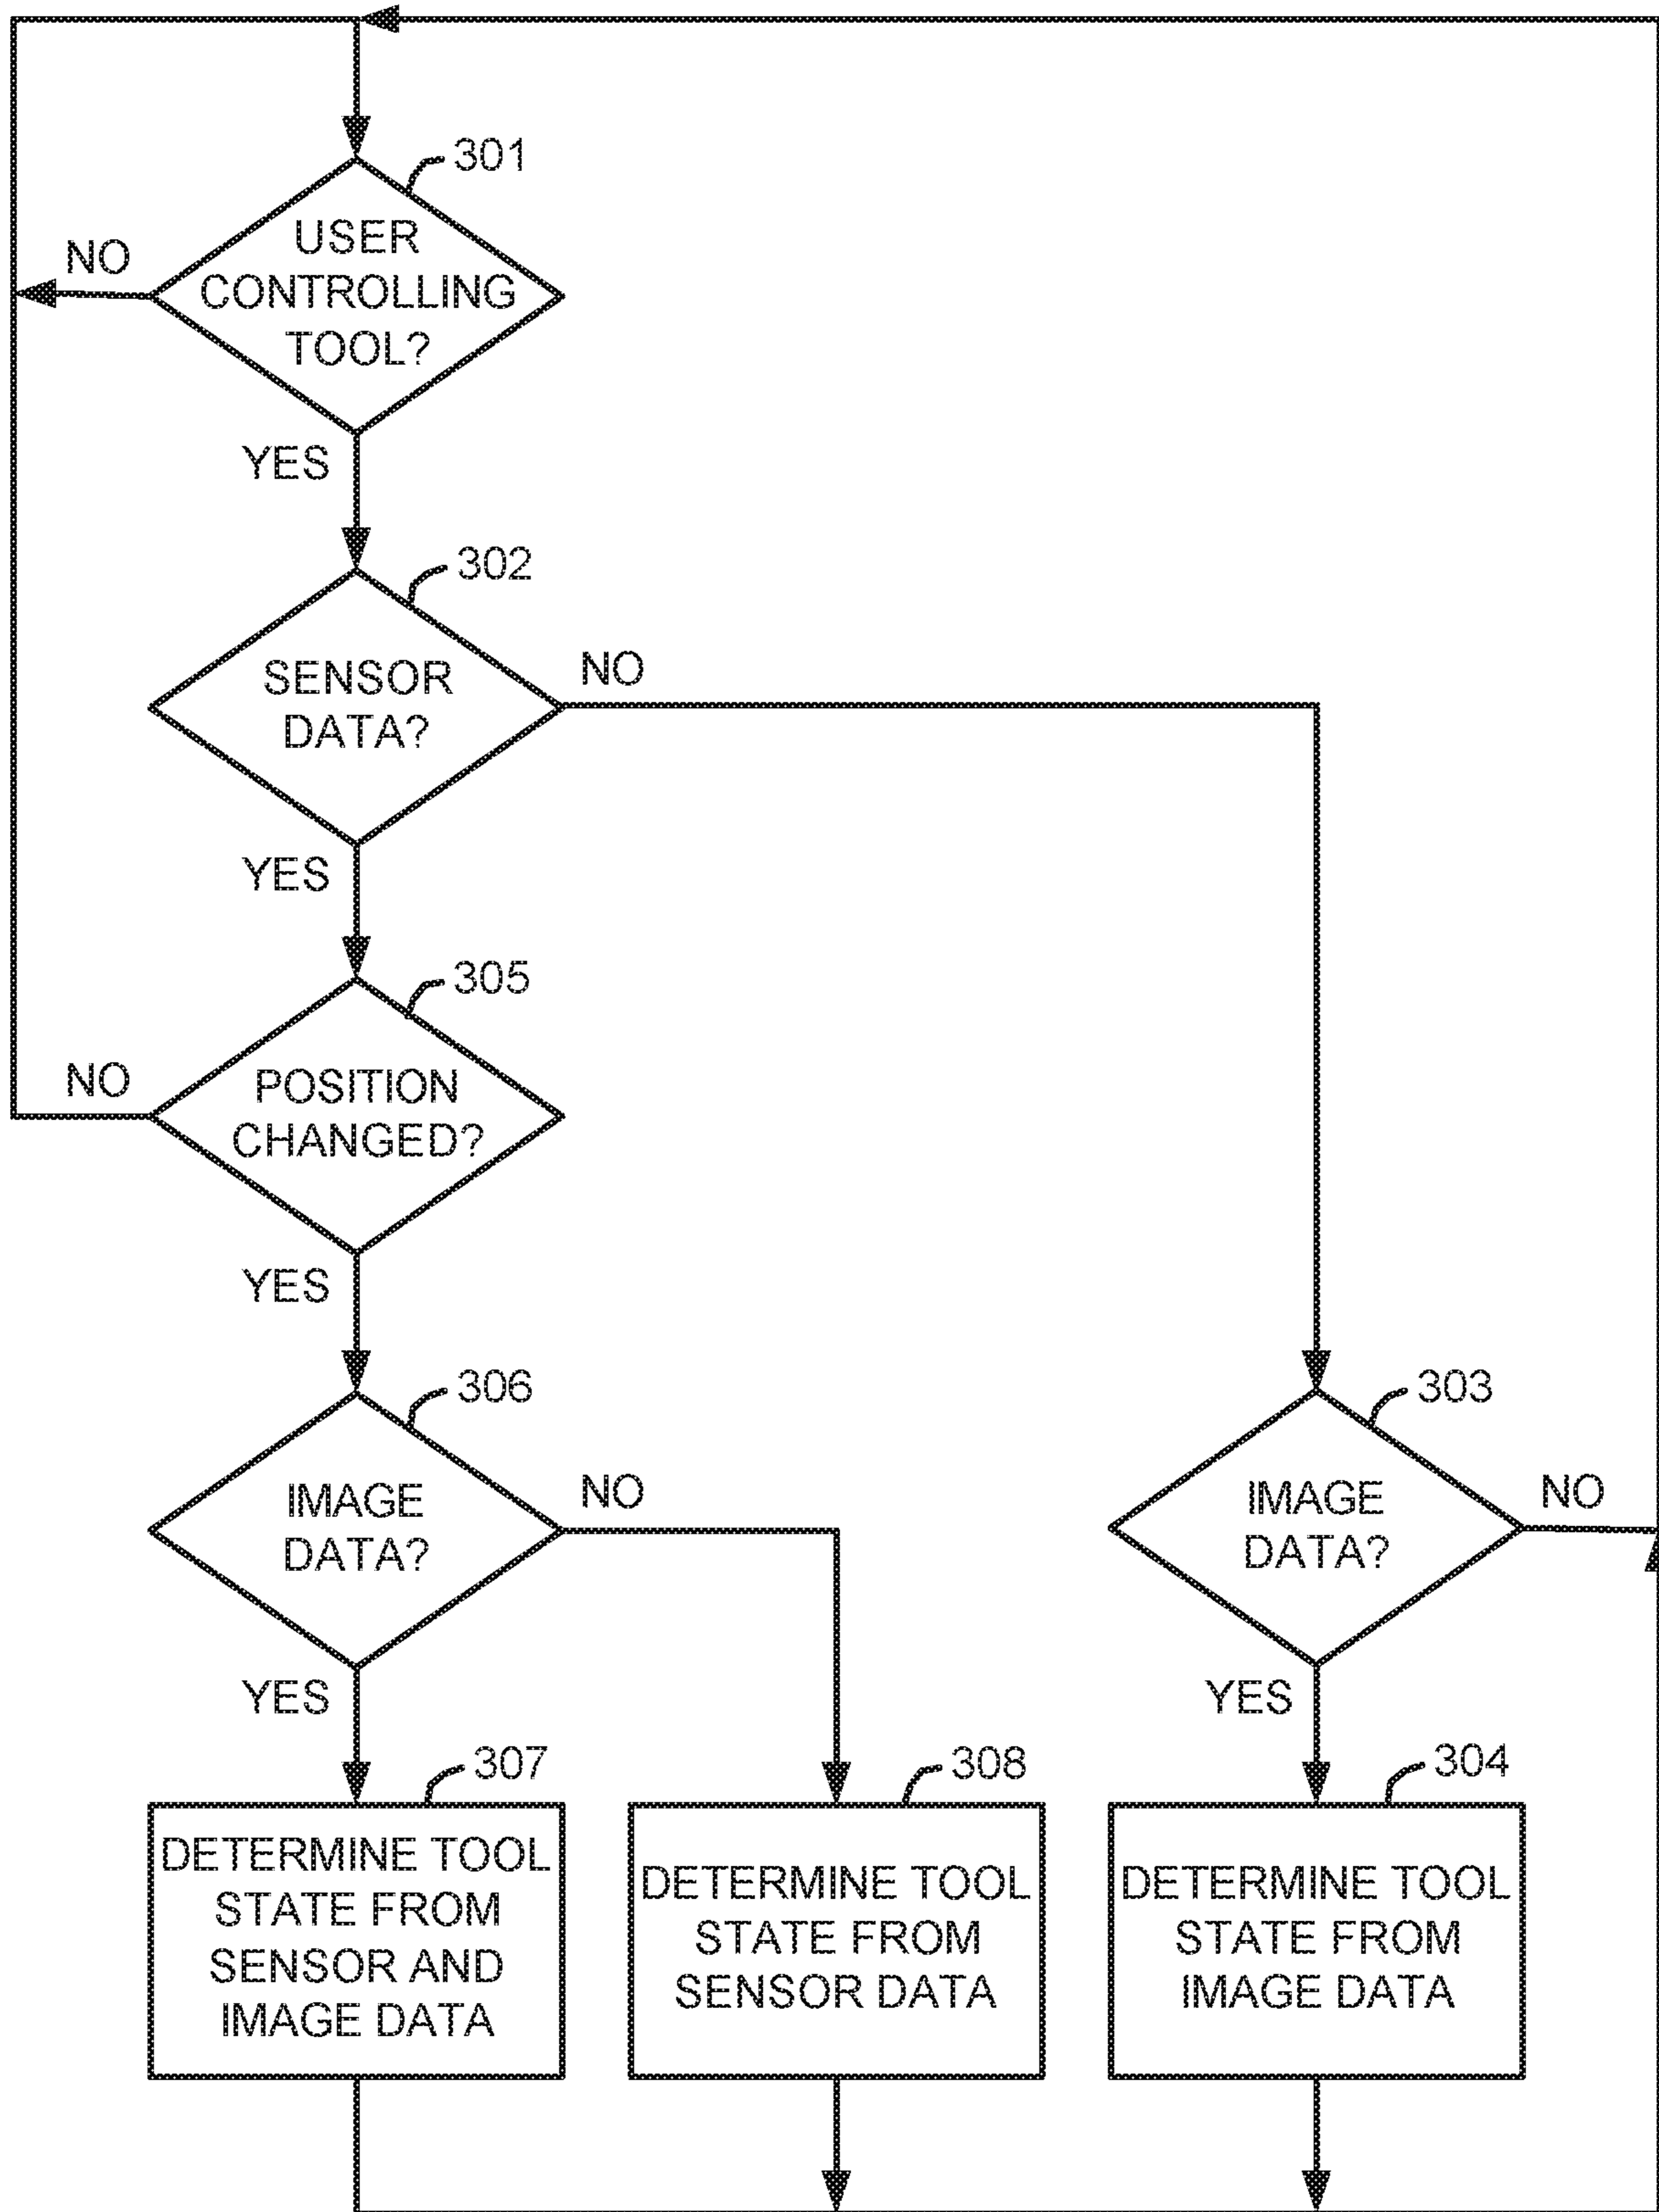 301
USER
CONTROLLING
TOOL?
NO
YES
302
SENSOR
DATA?
NO
YES
305
POSITION
CHANGED?
NO
YES
306
IMAGE
DATA?
NO
YES
303
IMAGE
DATA?
NO
YES
307
DETERMINE TOOL
STATE FROM
SENSOR AND
IMAGE DATA
308
DETERMINE TOOL
STATE FROM
SENSOR DATA
304
DETERMINE TOOL
STATE FROM
IMAGE DATA